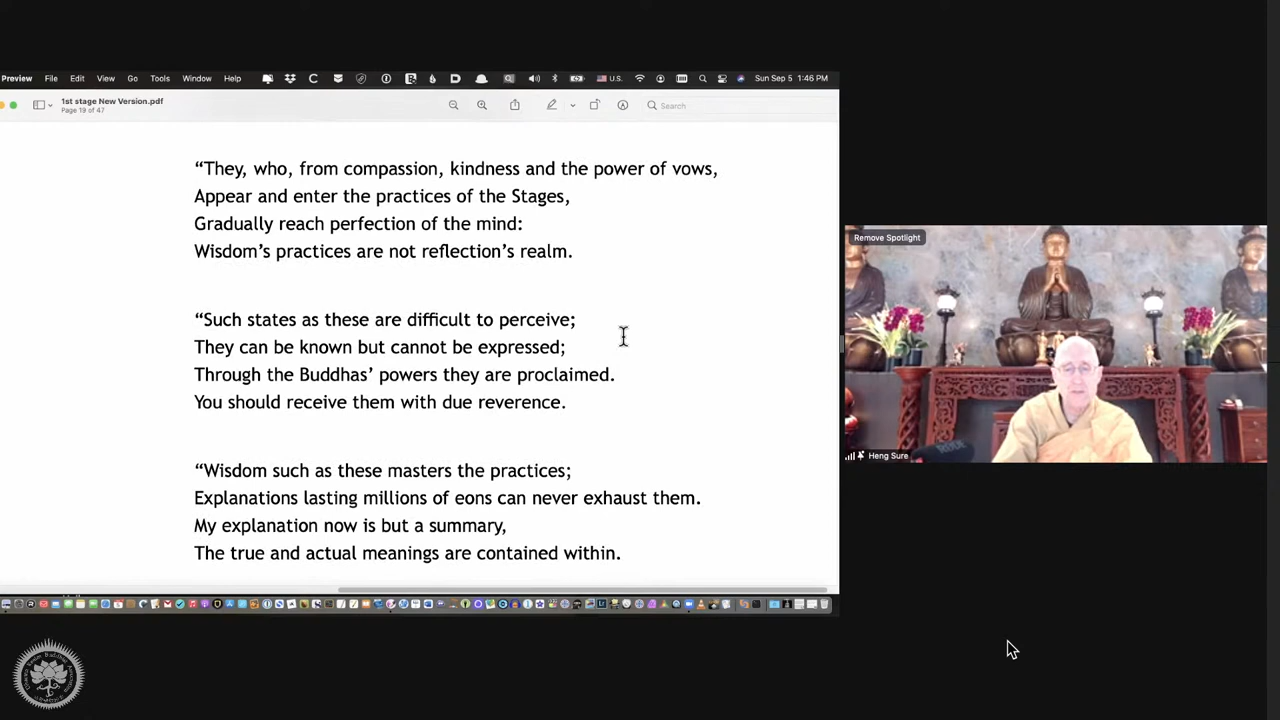 Preview File Edit View Go Tools Window Help U.S. Sun Sep 5 1:46 PM
1st stage New Version.pdf
Page 19 of 47
Search
“They, who, from compassion, kindness and the power of vows,
Appear and enter the practices of the Stages,
Gradually reach perfection of the mind:
Wisdom’s practices are not reflection’s realm.
“Such states as these are difficult to perceive;
They can be known but cannot be expressed;
Through the Buddhas’ powers they are proclaimed.
You should receive them with due reverence.
“Wisdom such as these masters the practices;
Explanations lasting millions of eons can never exhaust them.
My explanation now is but a summary,
The true and actual meanings are contained within.
Remove Spotlight
RODE
Heng Sure